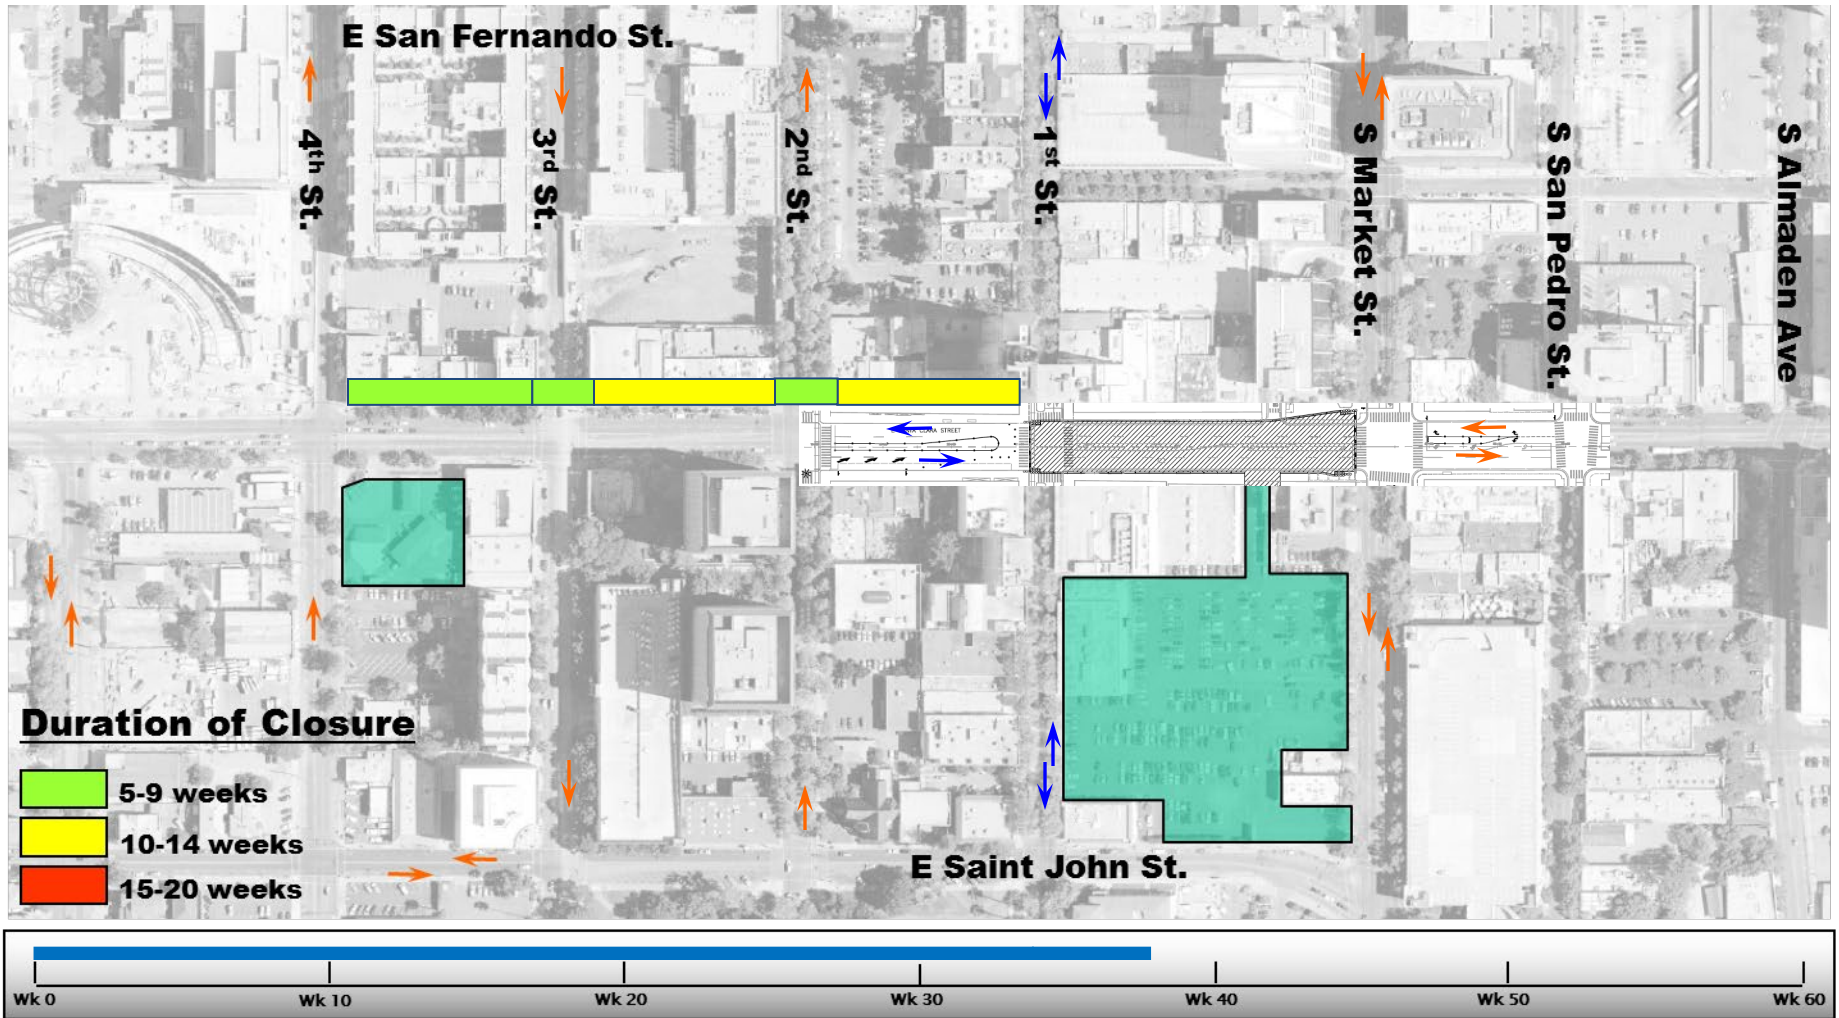 E San Fernando St.
4th St.
3rd St.
2nd St.
1st St.
S Market St.
S San Pedro St.
S Almaden Ave
CLARA STREET
Duration of Closure
5-9 weeks
10-14 weeks
15-20 weeks
E Saint John St.
Wk 0
Wk 10
Wk 20
Wk 30
Wk 40
Wk 50
Wk 60